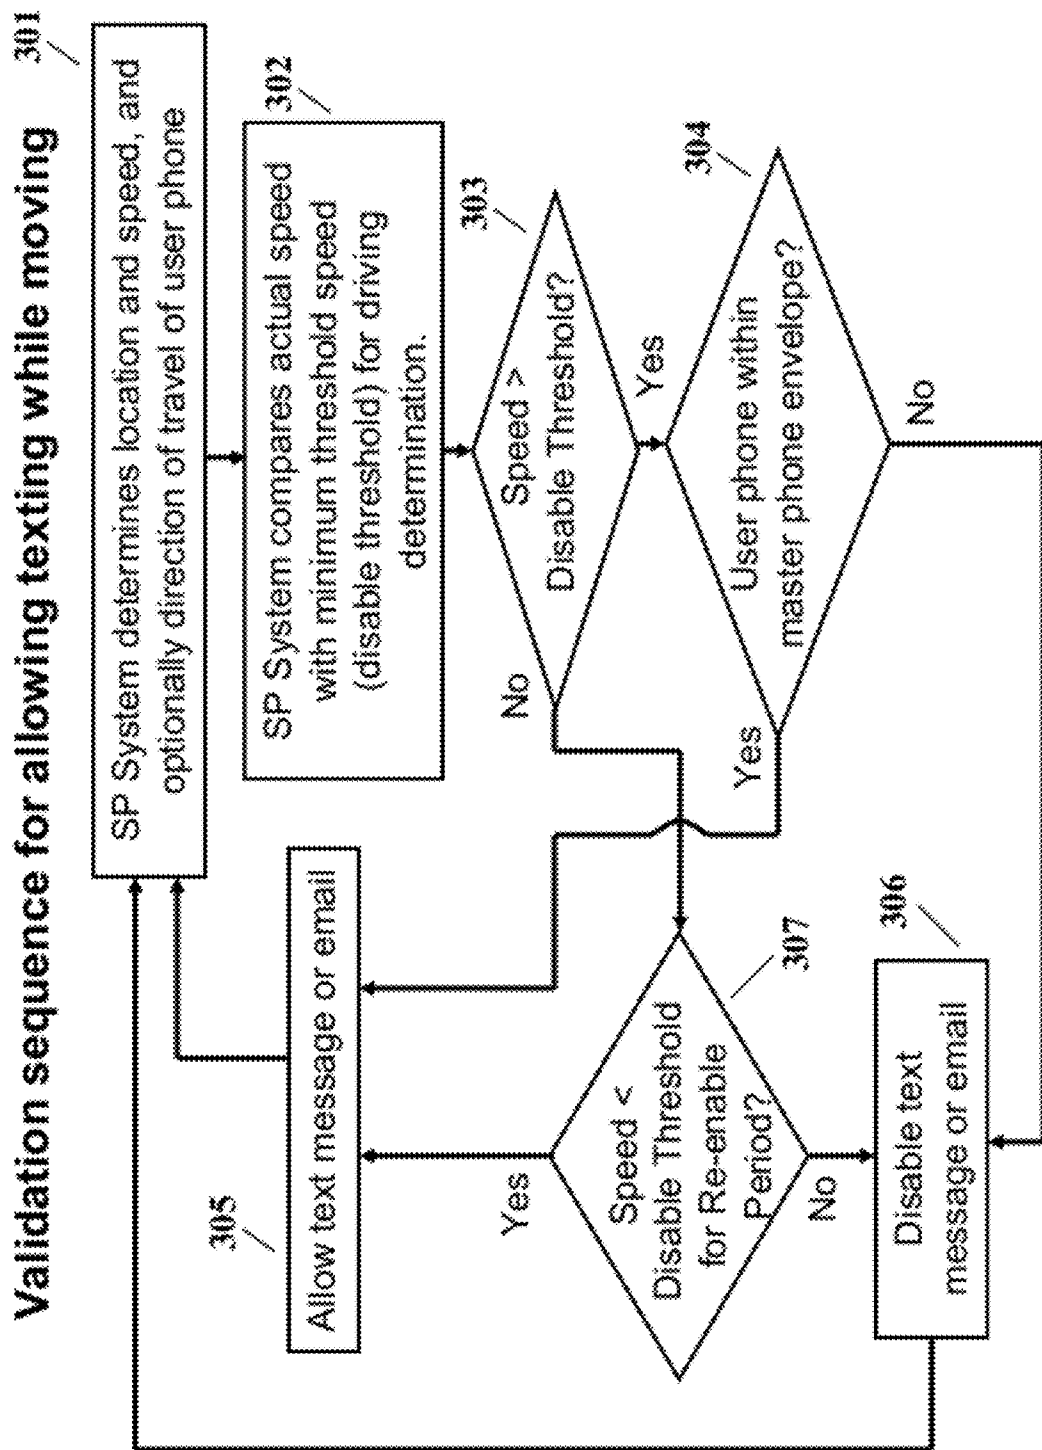 Validation sequence for allowing texting while moving
301
SP System determines location and speed, and
optionally direction of travel of user phone
302
SP System compares actual speed
with minimum threshold speed
(disable threshold) for driving
determination.
303
Speed >
Disable Threshold?
No
Yes
304
User phone within
master phone envelope?
Yes
No
305
Allow text message or email
307
Speed <
Disable Threshold
for Re-enable
Period?
Yes
No
306
Disable text
message or email